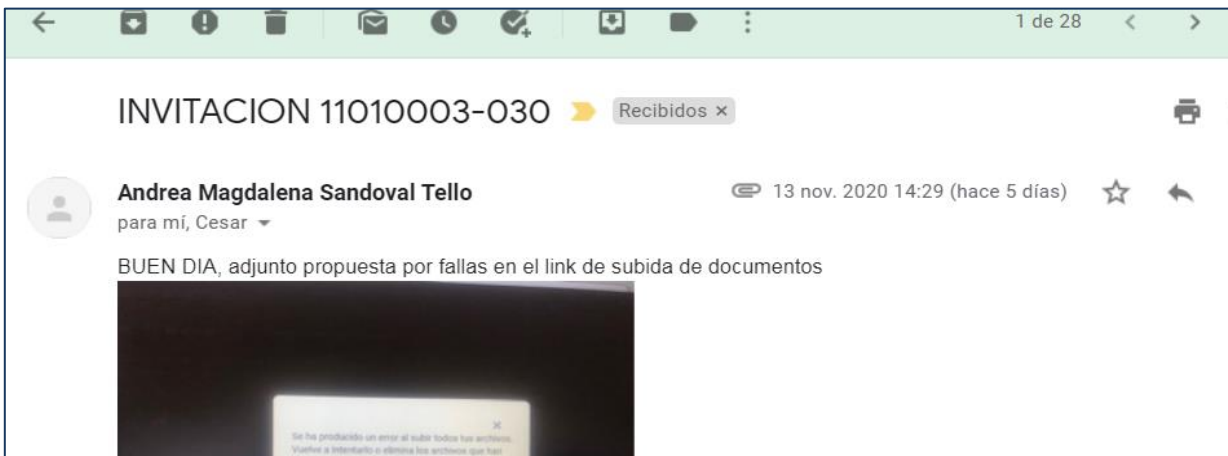 1 de 28
INVITACION 11010003-030 Recibidos ×
Andrea Magdalena Sandoval Tello 13 nov. 2020 14:29 (hace 5 días)
para mí, Cesar
BUEN DIA, adjunto propuesta por fallas en el link de subida de documentos
Se ha producido un error al subir todos tus archivos.
Vuelve a intentarlo o elimina los archivos que han